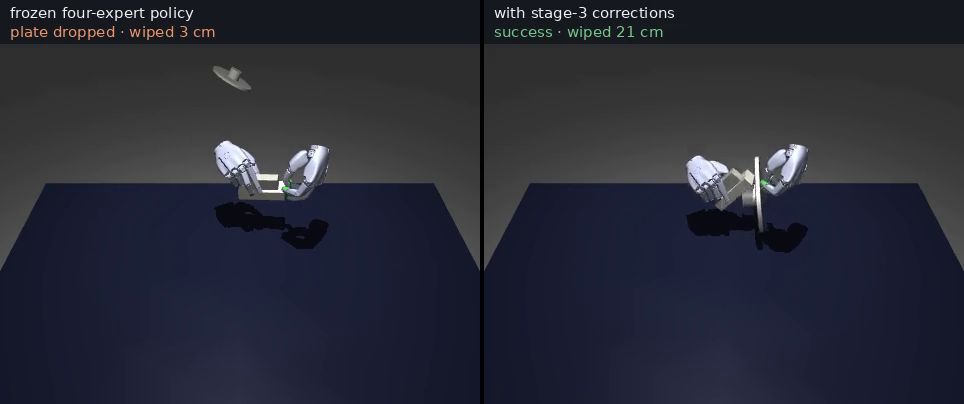 frozen four-expert policy
plate dropped · wiped 3 cm
with stage-3 corrections
success · wiped 21 cm